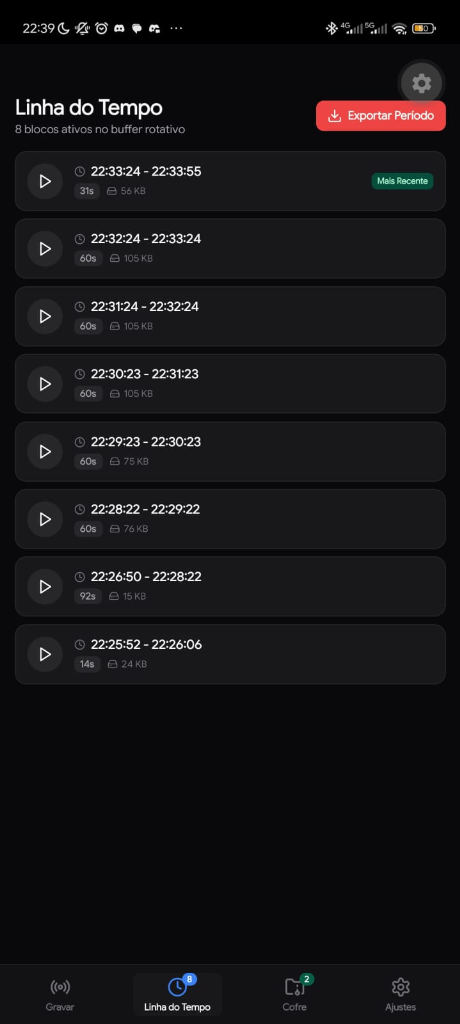 22:39
4G
5G
Linha do Tempo
8 blocos ativos no buffer rotativo
Exportar Período
22:33:24 - 22:33:55
31s 56 KB
Mais Recente
22:32:24 - 22:33:24
60s 105 KB
22:31:24 - 22:32:24
60s 105 KB
22:30:23 - 22:31:23
60s 105 KB
22:29:23 - 22:30:23
60s 75 KB
22:28:22 - 22:29:22
60s 76 KB
22:26:50 - 22:28:22
92s 15 KB
22:25:52 - 22:26:06
14s 24 KB
8
2
Gravar
Linha do Tempo
Cofre
Ajustes